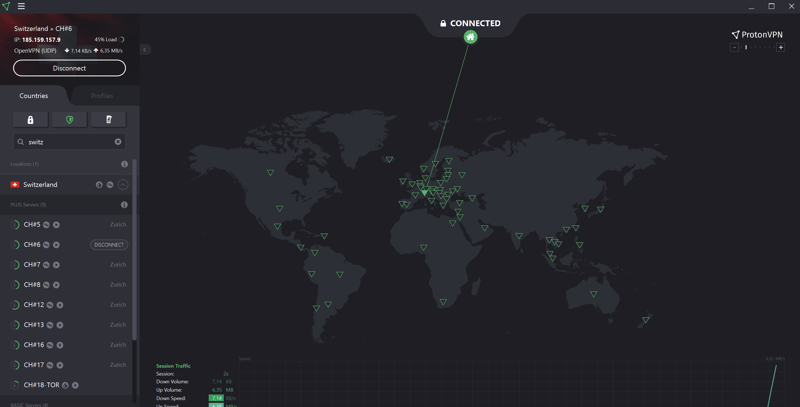 Switzerland » CH#6
IP: 185.159.157.9
45% Load
OpenVPN (UDP)
7,14 KB/s
6,35 MB/s
Disconnect
CONNECTED
ProtonVPN
Countries
Profiles
switz
Locations (1)
Switzerland
PLUS Servers (9)
CH#5
Zurich
CH#6
DISCONNECT
CH#7
Zurich
CH#8
Zurich
CH#12
Zurich
CH#13
Zurich
CH#16
Zurich
CH#17
Zurich
CH#18-TOR
BASIC Servers (4)
Session Traffic
Session:
2s
Down Volume:
7,14 KB
Up Volume:
6,35 MB
Down Speed:
7,14 KB/s
Up Speed:
Speed